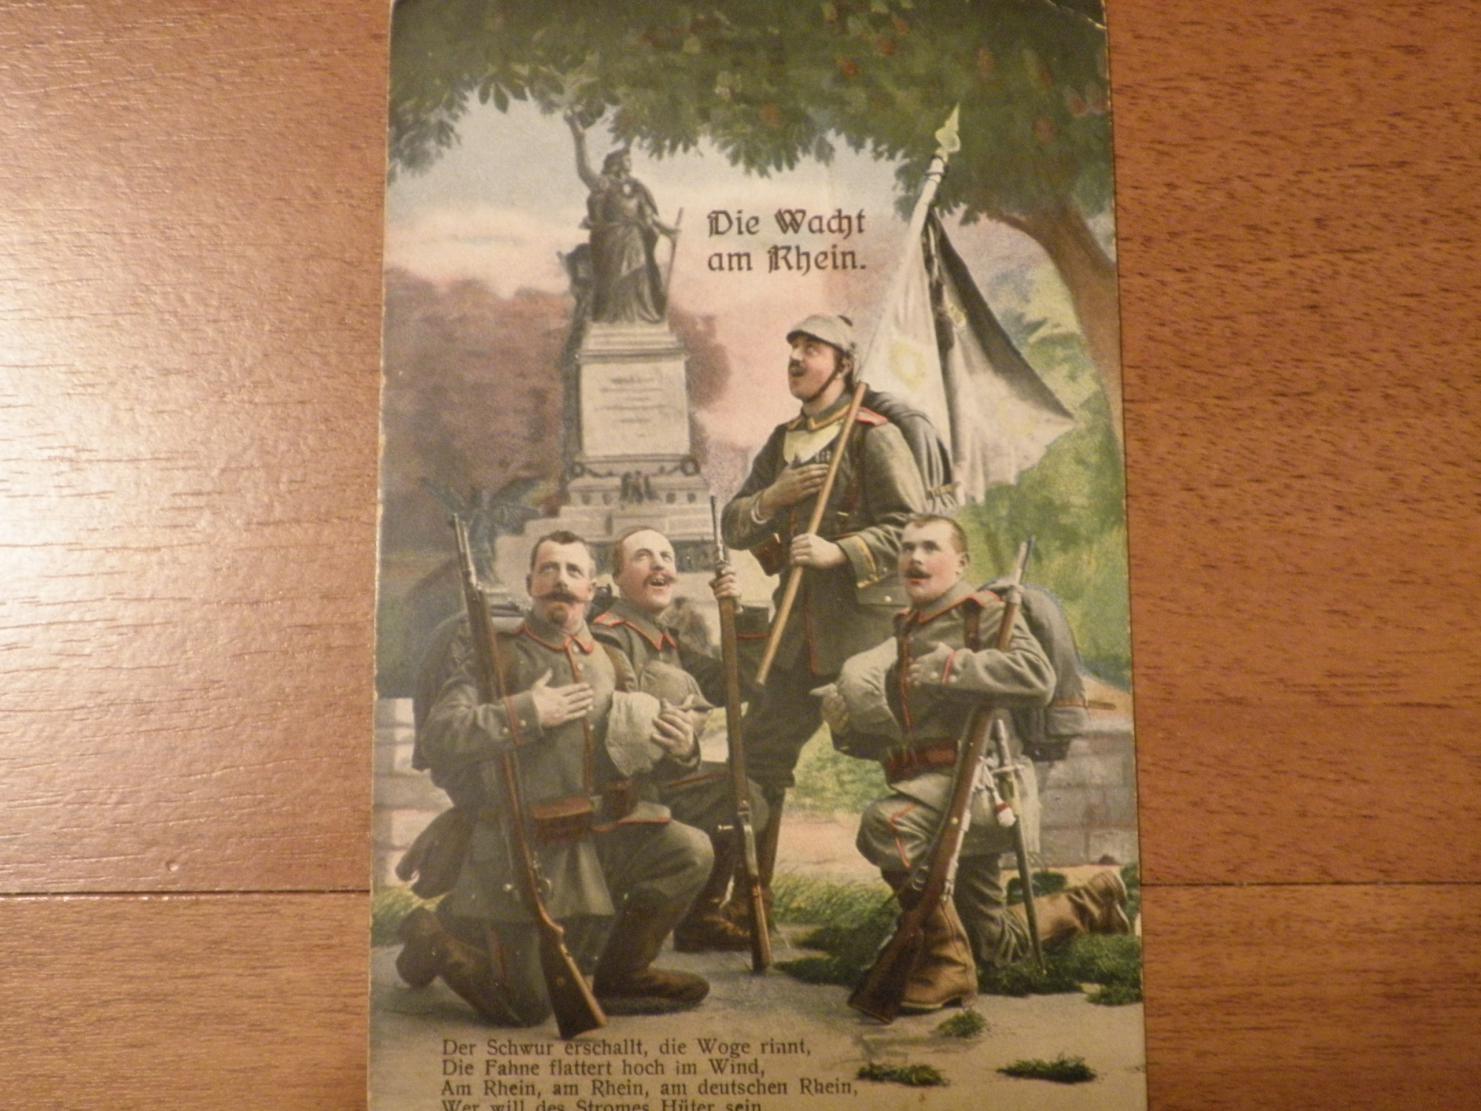 Die Wacht
am Rhein.
Der Schwur erschallt, die Woge rinnt,
Die Fahne flattert hoch im Wind,
Am Rhein, am Rhein, am deutschen Rhein,
Wer will des Stromes Hüter sein